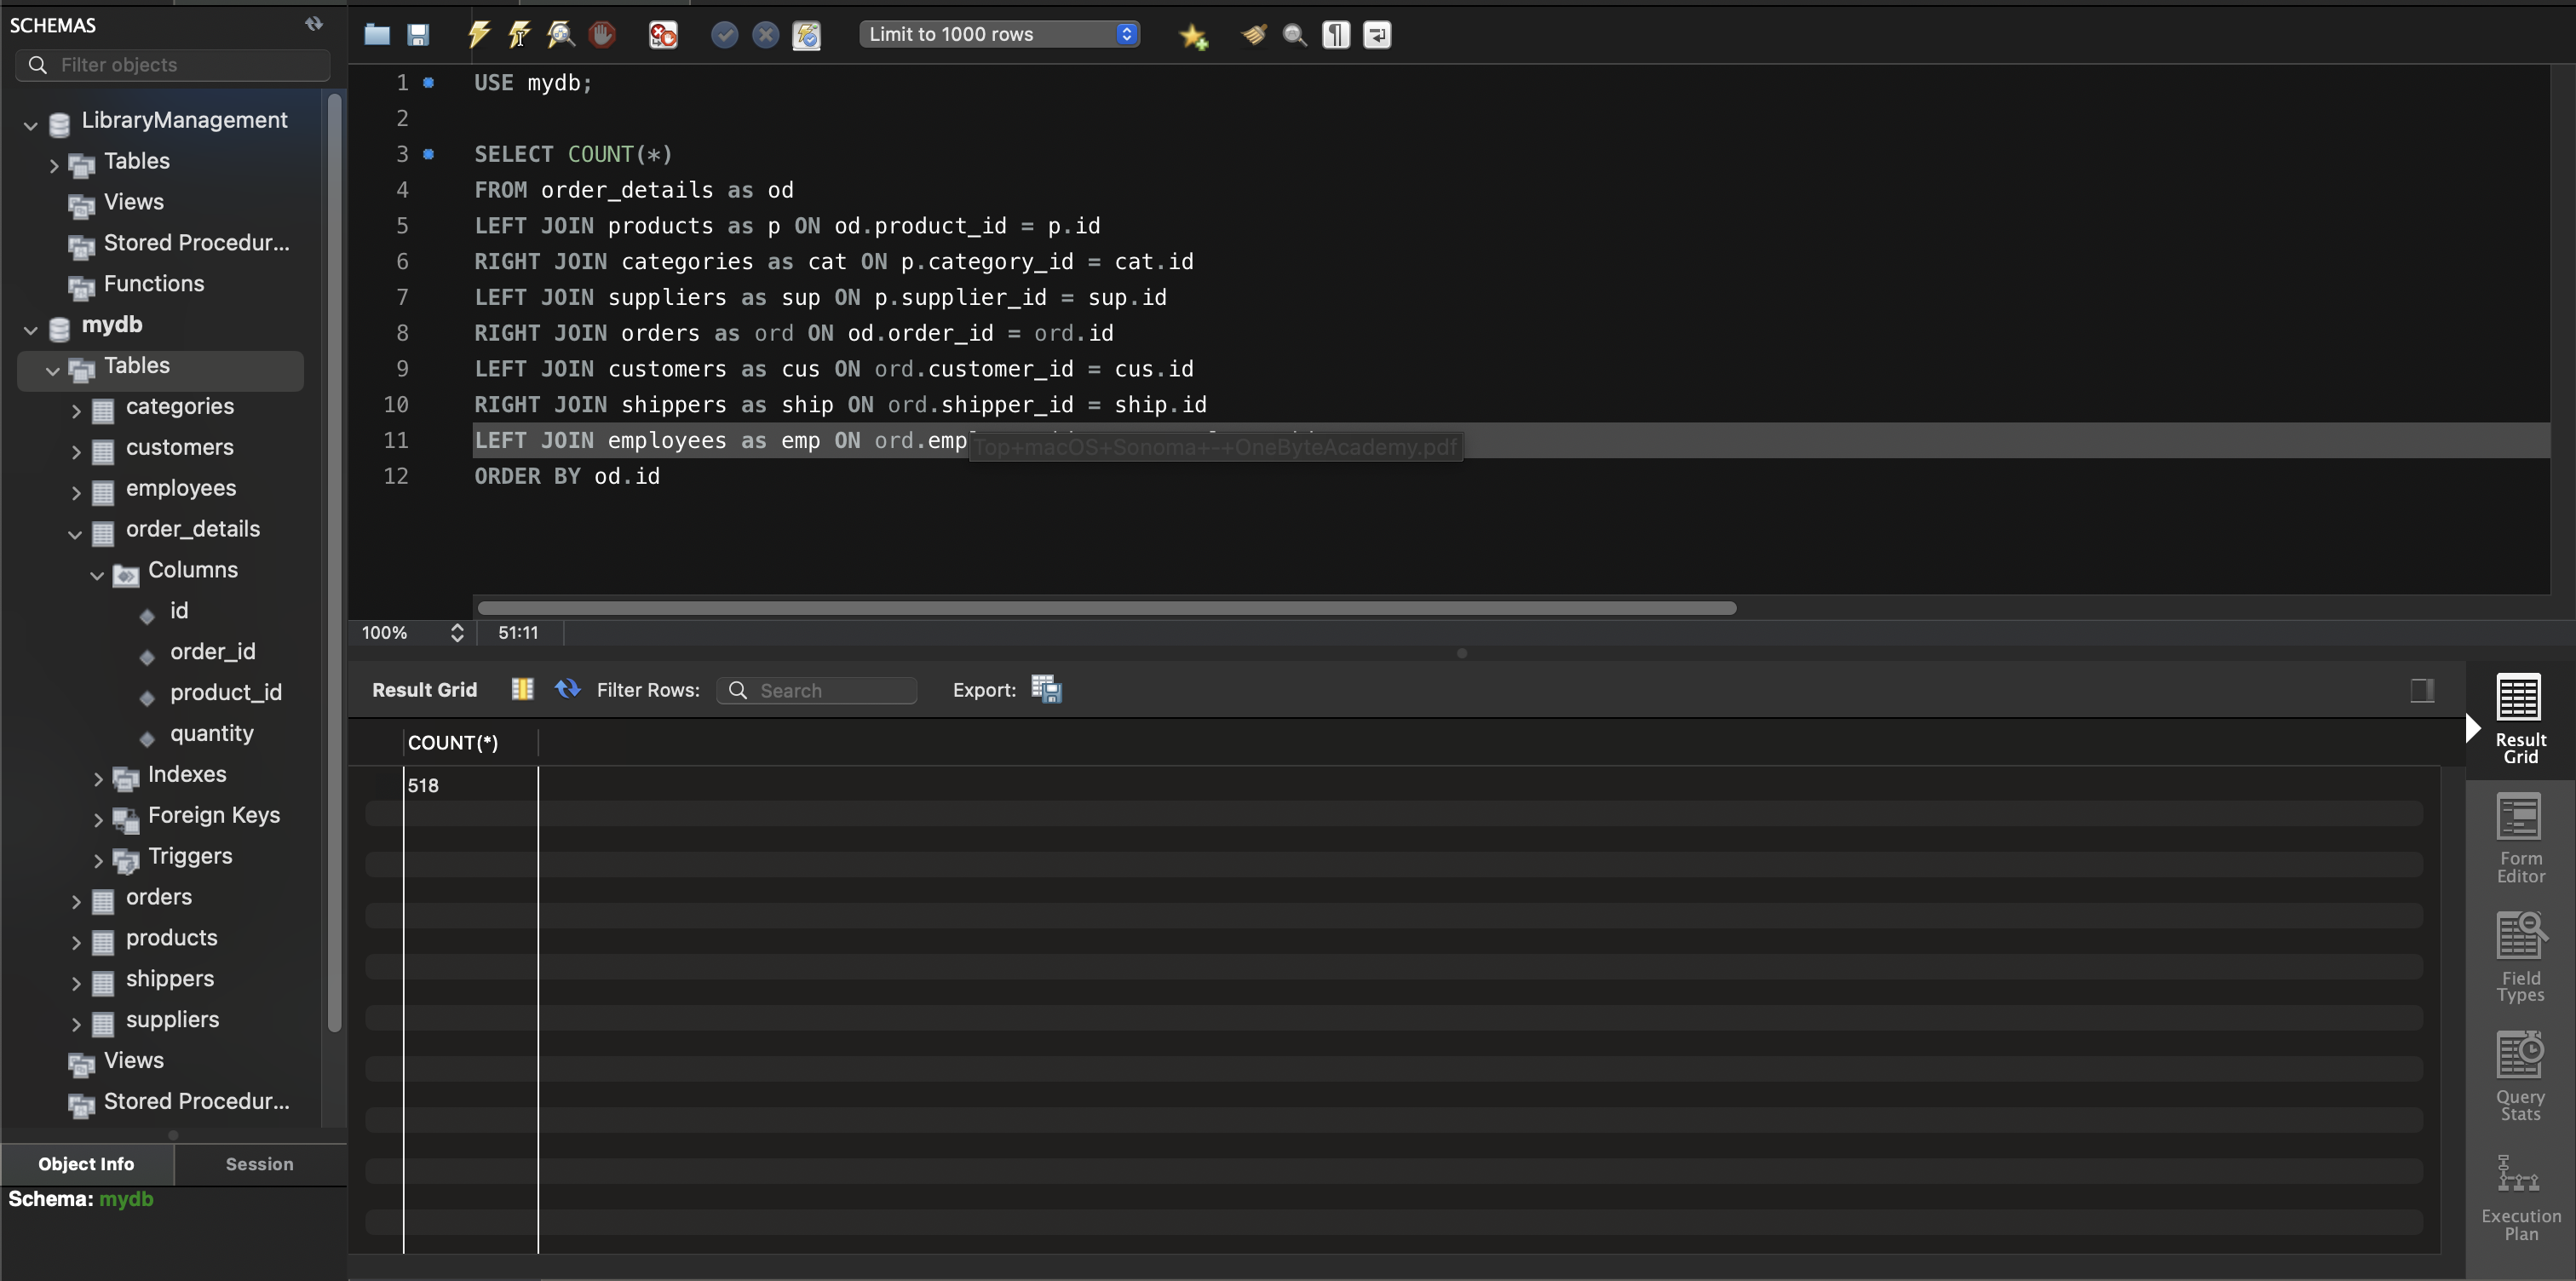 SCHEMAS
Filter objects
LibraryManagement
Tables
Views
Stored Procedur...
Functions
mydb
Tables
categories
customers
employees
order_details
Columns
id
order_id
product_id
quantity
Indexes
Foreign Keys
Triggers
orders
products
shippers
suppliers
Views
Stored Procedur...
Object Info Session
Schema: mydb
Limit to 1000 rows
1 USE mydb;
2
3 SELECT COUNT(*)
4 FROM order_details as od
5 LEFT JOIN products as p ON od.product_id = p.id
6 RIGHT JOIN categories as cat ON p.category_id = cat.id
7 LEFT JOIN suppliers as sup ON p.supplier_id = sup.id
8 RIGHT JOIN orders as ord ON od.order_id = ord.id
9 LEFT JOIN customers as cus ON ord.customer_id = cus.id
10 RIGHT JOIN shippers as ship ON ord.shipper_id = ship.id
11 LEFT JOIN employees as emp ON ord.emp
Top+macOS+Sonoma+-+OneByteAcademy.pdf
12 ORDER BY od.id
100% 51:11
Result Grid Filter Rows: Search Export:
COUNT(*)
518
Result
Grid
Form
Editor
Field
Types
Query
Stats
Execution
Plan